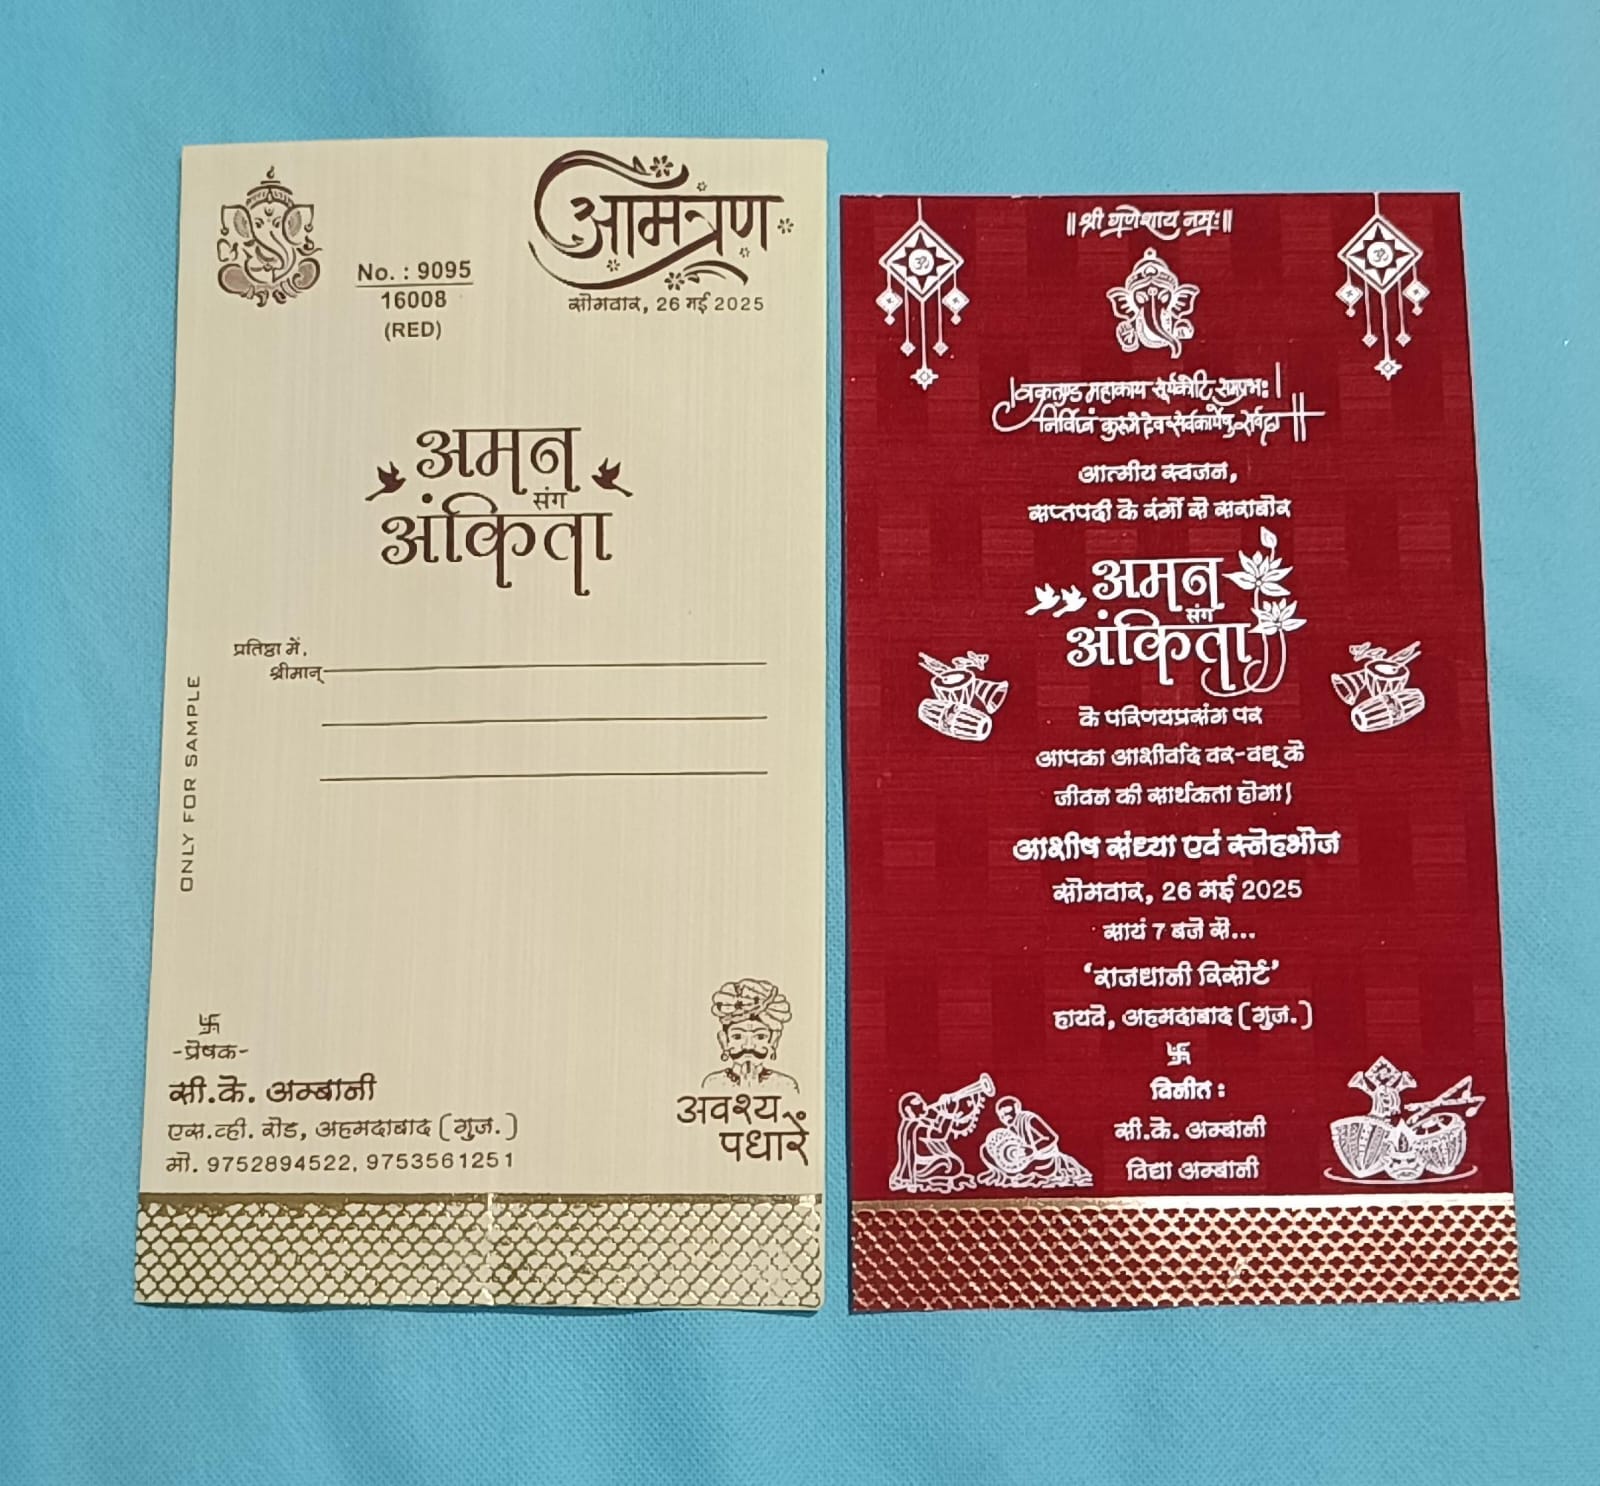 आमंत्रण
सोमवार, 26 मई 2025
No. : 9095
16008
(RED)
अमन
संग
अंकिता
प्रतिष्ठा में,
श्रीमान्
ONLY FOR SAMPLE
卐
-प्रेषक-
सी.के. अम्बानी
एस.व्ही. रोड, अहमदाबाद (गुज.)
मो. 9752894522, 9753561251
अवश्य
पधारें
॥ श्री गणेशाय नमः ॥
ॐ
ॐ
।वक्रतुण्ड महाकाय सूर्यकोटि समप्रभः।
निर्विघ्नं कुरूमे देव सर्वकार्येषु सर्वदा॥
आत्मीय स्वजन,
सप्तपदी के रंगों से सराबोर
अमन
संग
अंकिता
के परिणयप्रसंग पर
आपका आशीर्वाद वर-वधू के
जीवन की सार्थकता होगा।
आशीष संध्या एवं स्नेहभोज
सोमवार, 26 मई 2025
सायं 7 बजे से...
'राजधानी रिसोर्ट'
हायवे, अहमदाबाद (गुज.)
卐
विनीत :
सी.के. अम्बानी
विद्या अम्बानी